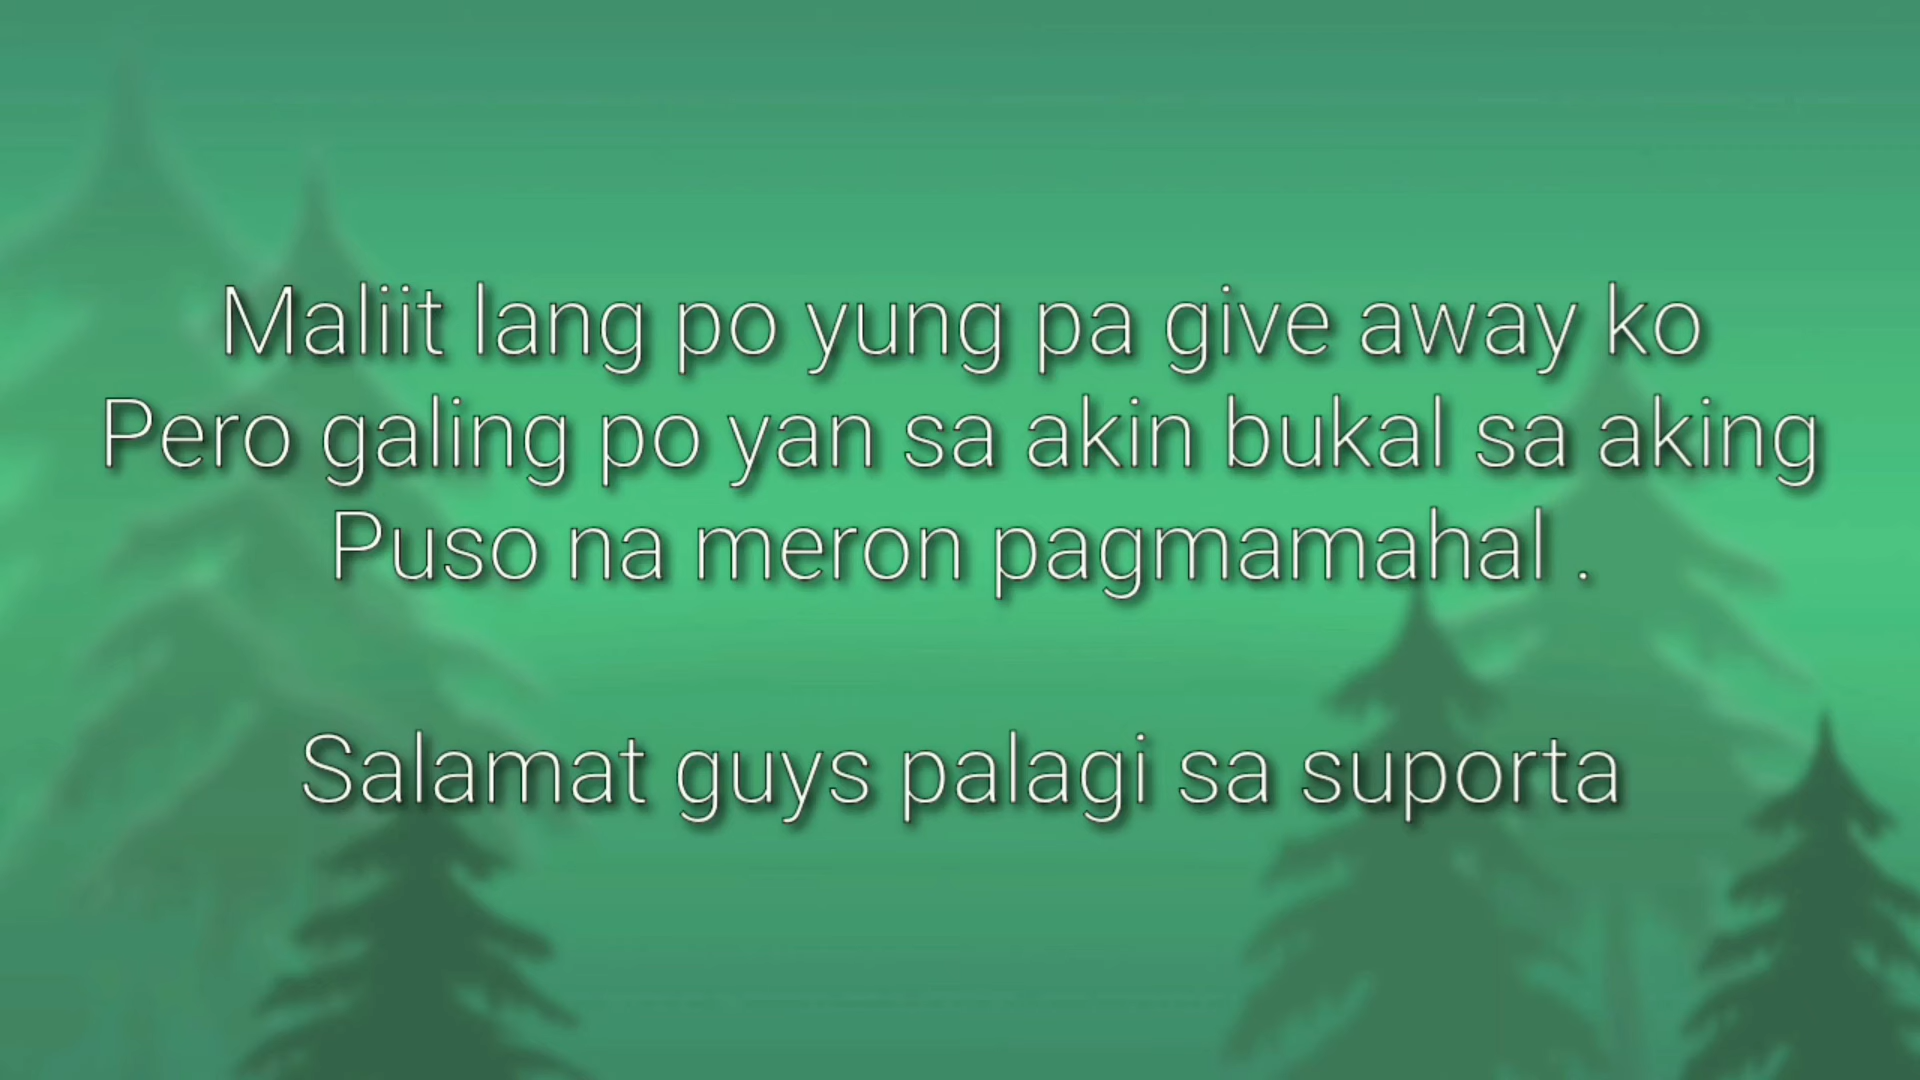 Maliit lang po yung pa give away ko
Pero galing po yan sa akin bukal sa aking
Puso na meron pagmamahal .
Salamat guys palagi sa suporta